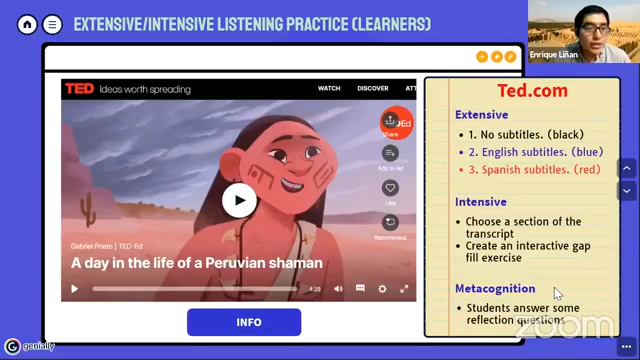 EXTENSIVE/INTENSIVE LISTENING PRACTICE (LEARNERS)
Enrique Liñan
TED Ideas worth spreading
WATCH DISCOVER ATT
TED-Ed
Share
Add to list
Like
Recommend
Gabriel Prieto | TED-Ed
A day in the life of a Peruvian shaman
4:28
INFO
Ted.com
Extensive
• 1. No subtitles. (black)
• 2. English subtitles. (blue)
• 3. Spanish subtitles. (red)
Intensive
• Choose a section of the
transcript
• Create an interactive gap
fill exercise
Metacognition
• Students answer some
reflection questions
zoom
genially